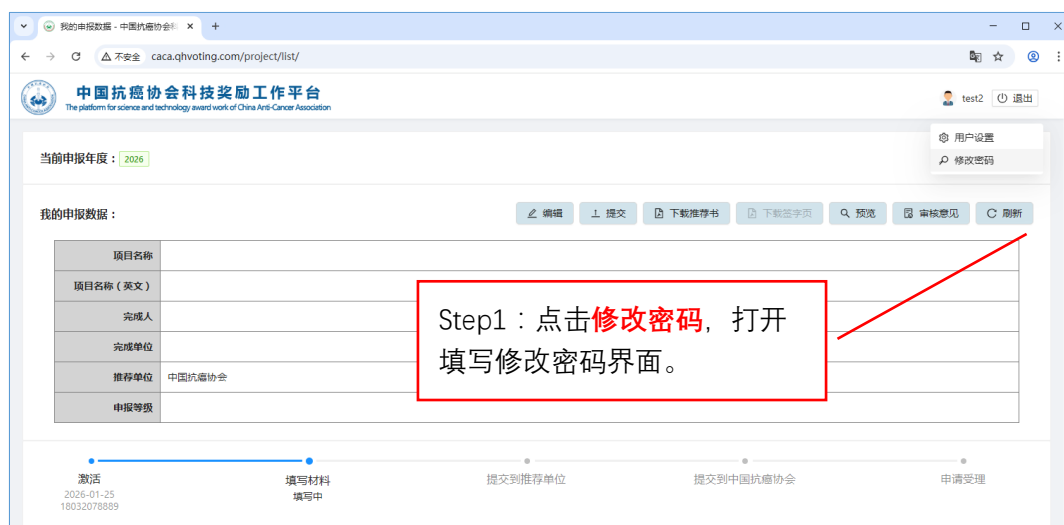 我的申报数据 - 中国抗癌协会科
不安全 caca.qhvoting.com/project/list/
中国抗癌协会科技奖励工作平台
The platform for science and technology award work of China Anti-Cancer Association
test2 退出
用户设置
修改密码
当前申报年度：2026
我的申报数据：
编辑 提交 下载推荐书 下载签字页 预览 审核意见 刷新
项目名称
项目名称（英文）
完成人
完成单位
推荐单位 中国抗癌协会
申报等级
Step1：点击修改密码，打开
填写修改密码界面。
激活 填写材料 提交到推荐单位 提交到中国抗癌协会 申请受理
2026-01-25 填写中
18032078889